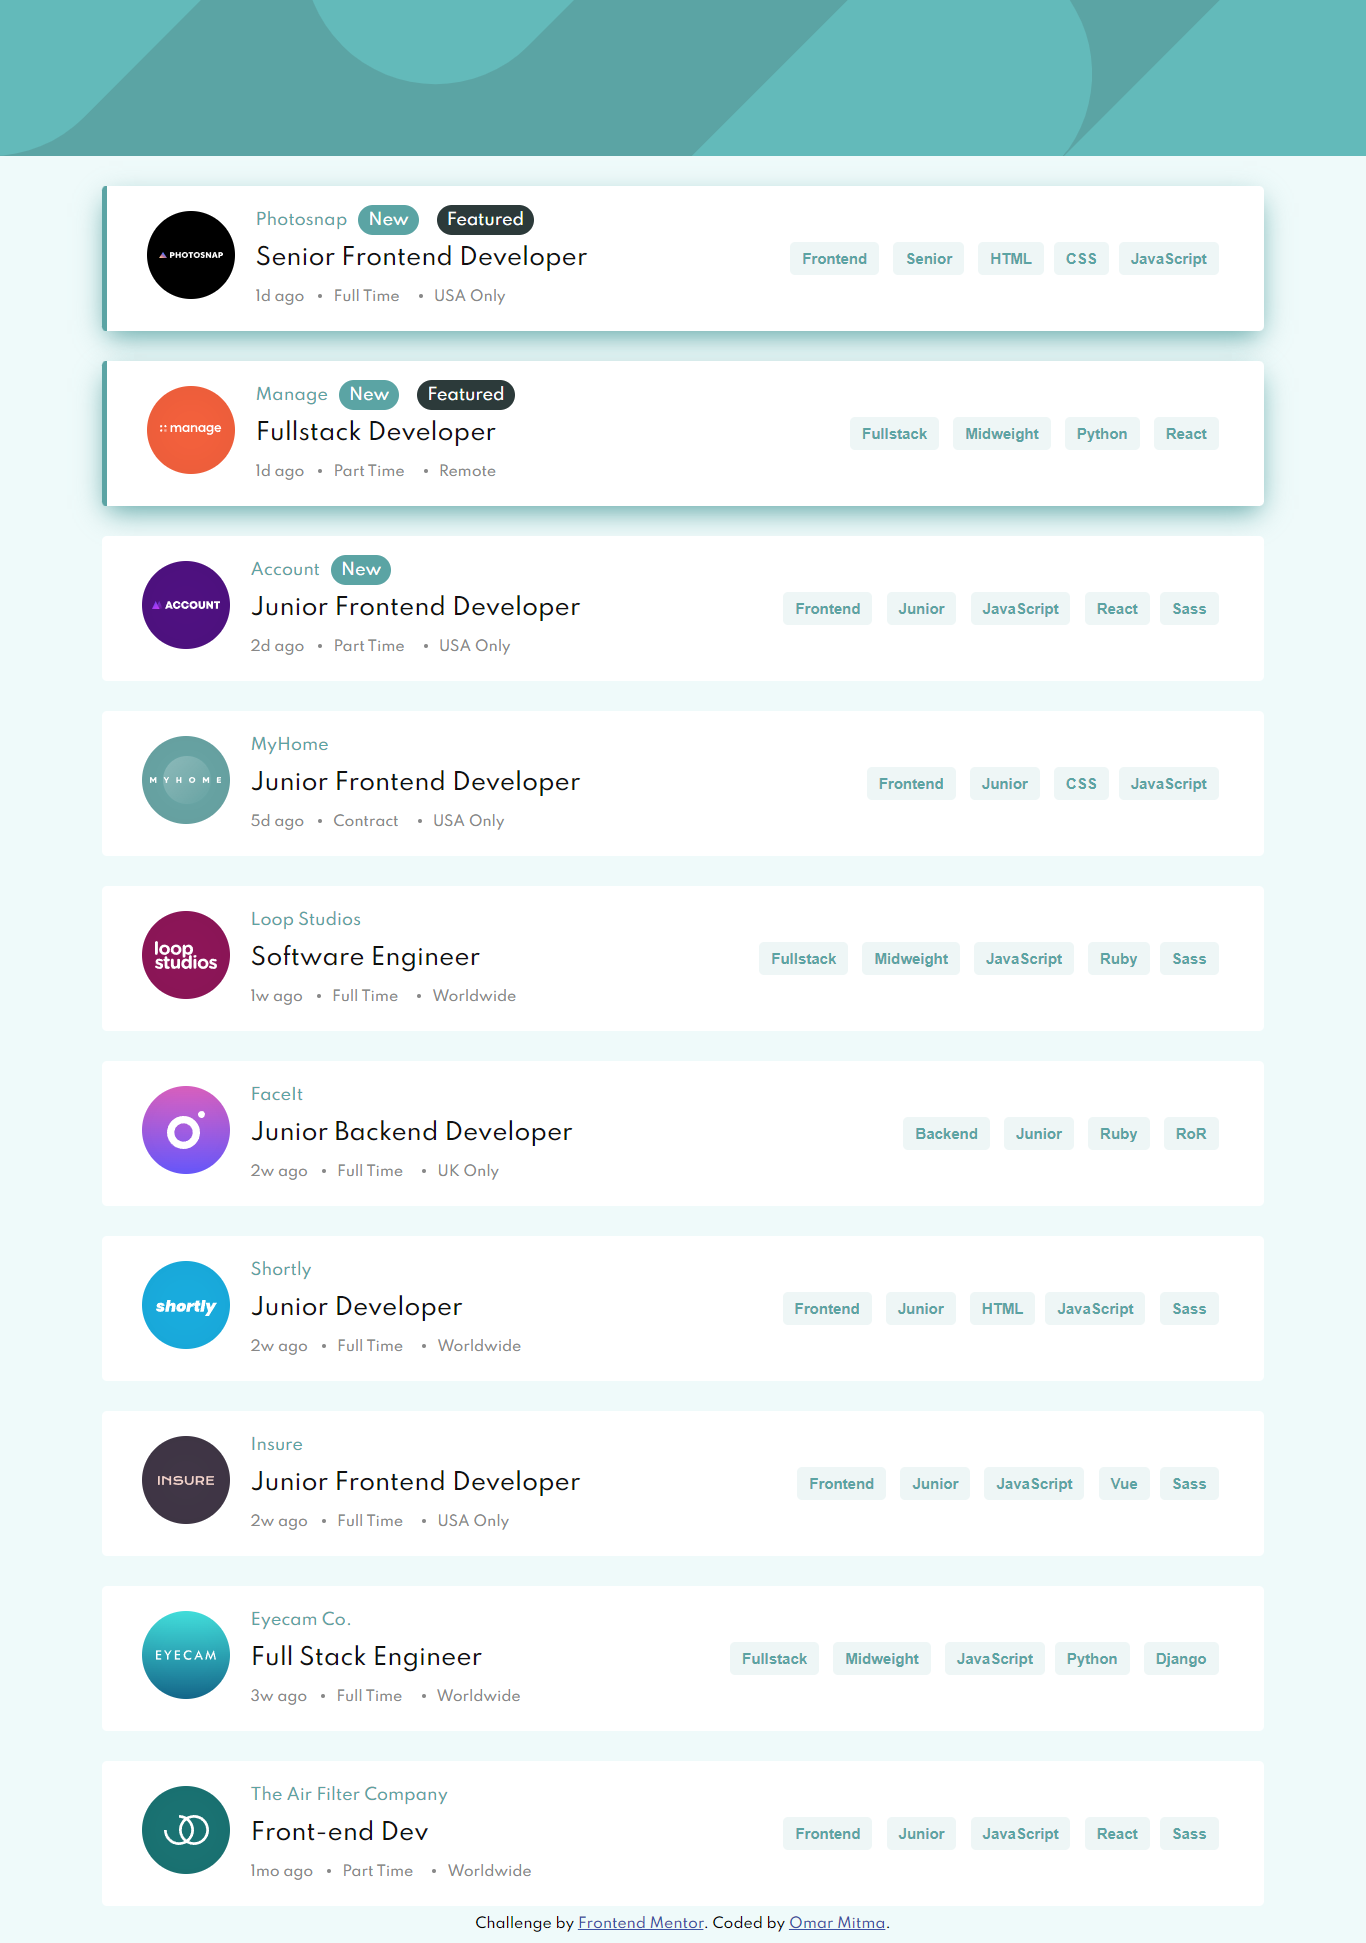 PHOTOSNAP
Photosnap New Featured
Senior Frontend Developer
1d ago • Full Time • USA Only
Frontend Senior HTML CSS JavaScript
manage
Manage New Featured
Fullstack Developer
1d ago • Part Time • Remote
Fullstack Midweight Python React
ACCOUNT
Account New
Junior Frontend Developer
2d ago • Part Time • USA Only
Frontend Junior JavaScript React Sass
MYHOME
MyHome
Junior Frontend Developer
5d ago • Contract • USA Only
Frontend Junior CSS JavaScript
loop
studios
Loop Studios
Software Engineer
1w ago • Full Time • Worldwide
Fullstack Midweight JavaScript Ruby Sass
FaceIt
Junior Backend Developer
2w ago • Full Time • UK Only
Backend Junior Ruby RoR
shortly
Shortly
Junior Developer
2w ago • Full Time • Worldwide
Frontend Junior HTML JavaScript Sass
INSURE
Insure
Junior Frontend Developer
2w ago • Full Time • USA Only
Frontend Junior JavaScript Vue Sass
EYECAM
Eyecam Co.
Full Stack Engineer
3w ago • Full Time • Worldwide
Fullstack Midweight JavaScript Python Django
The Air Filter Company
Front-end Dev
1mo ago • Part Time • Worldwide
Frontend Junior JavaScript React Sass
Challenge by Frontend Mentor. Coded by Omar Mitma.